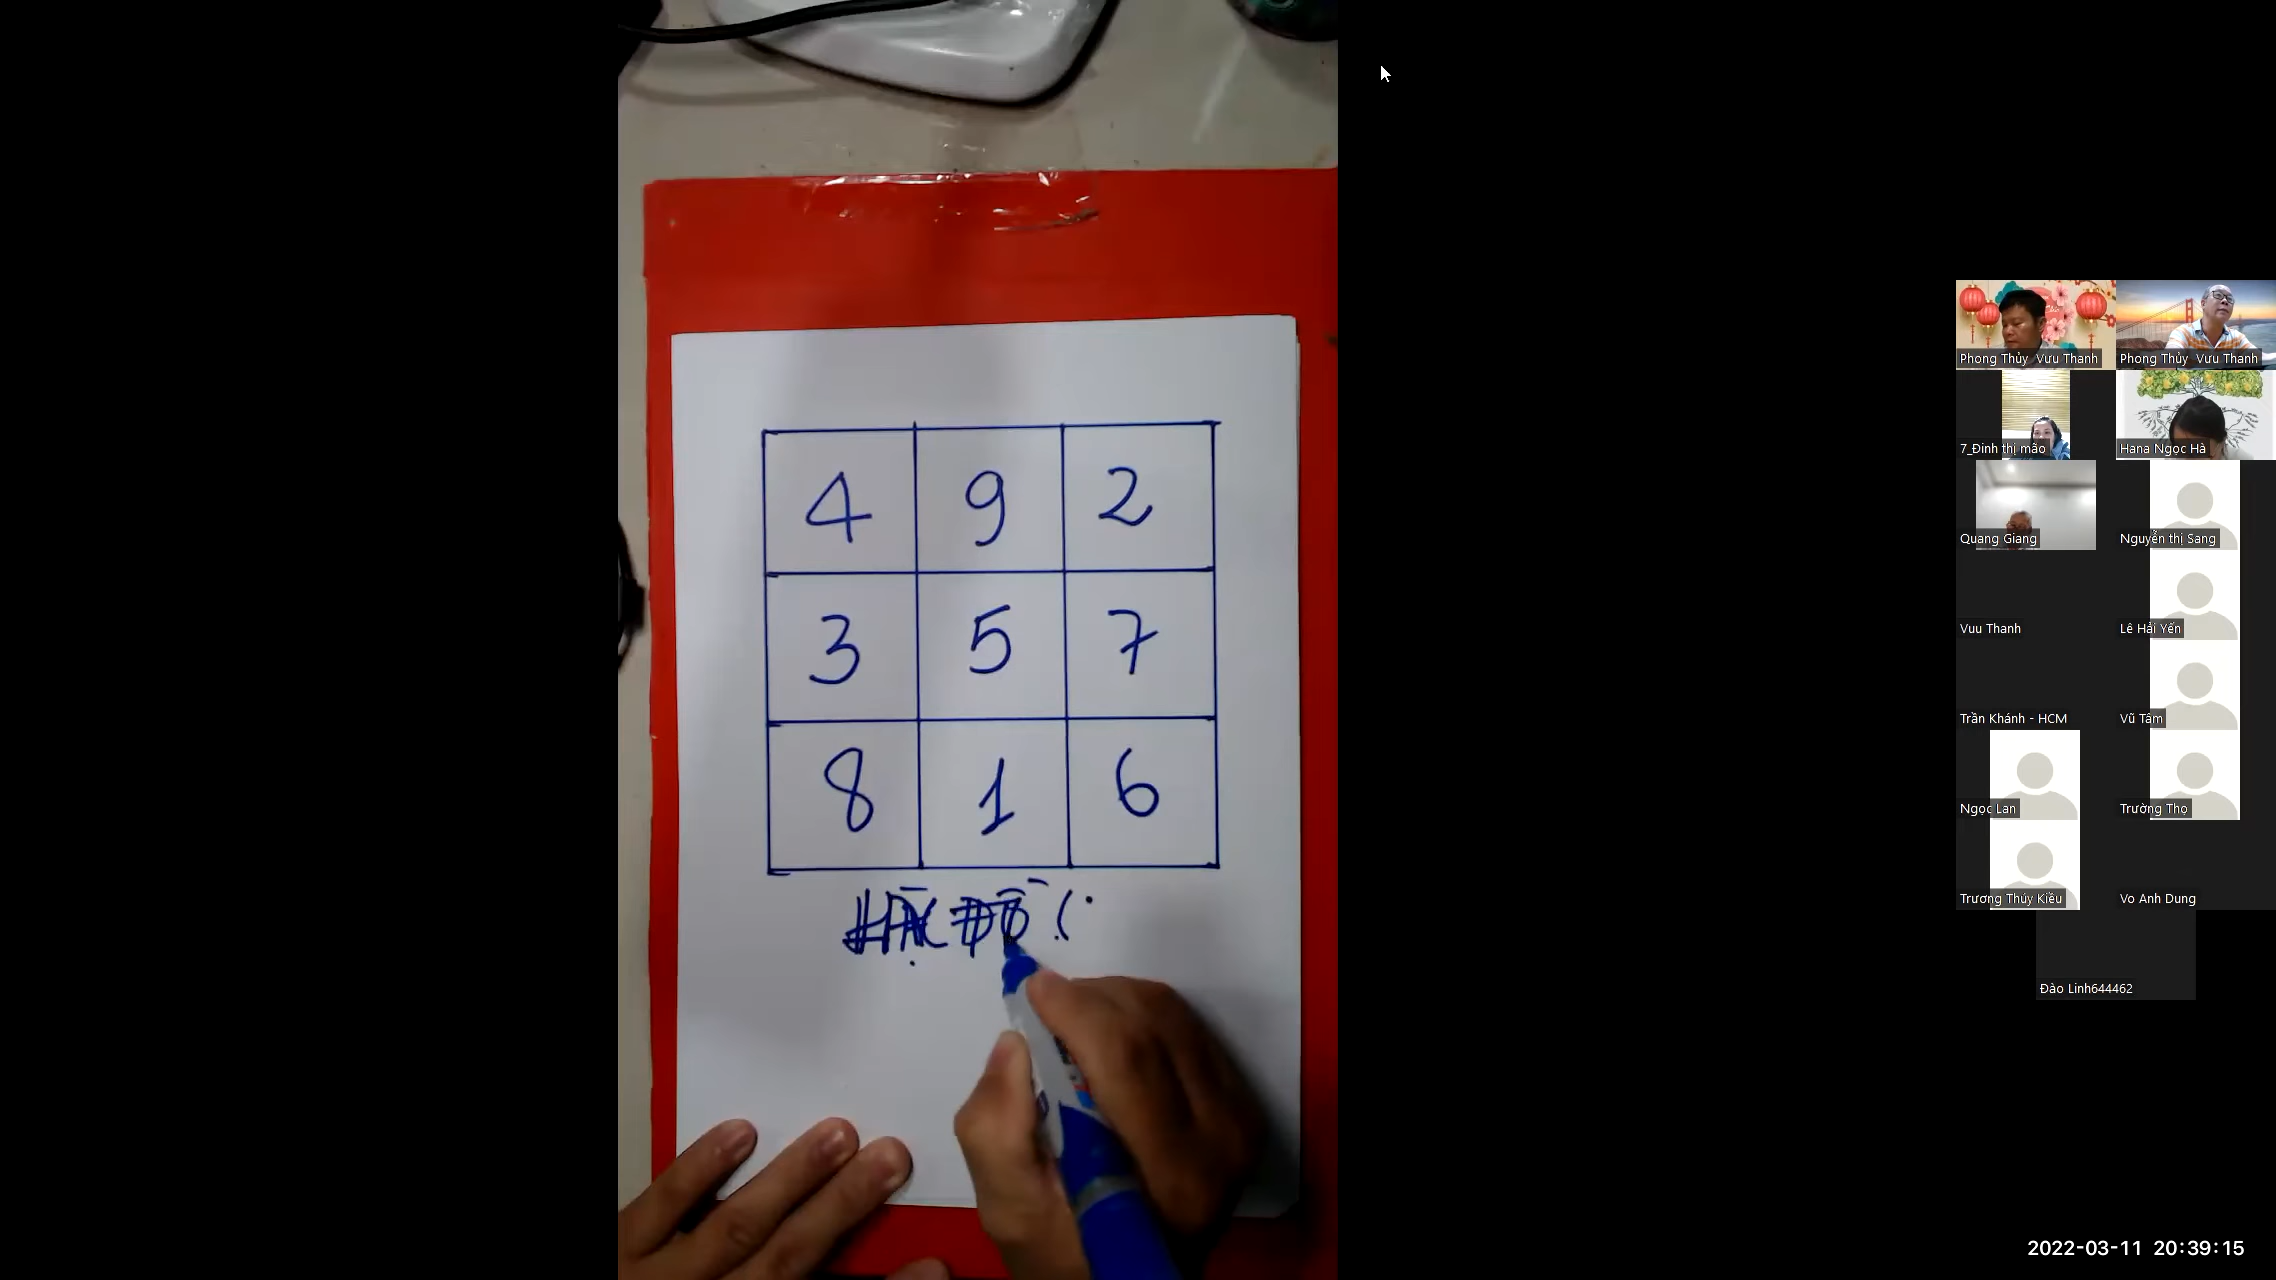 4 9 2
3 5 7
8 1 6
Phong Thủy Vưu Thanh
Phong Thủy Vưu Thanh
7_Đinh thị mão
Hana Ngọc Hà
Quang Giang
Nguyễn thị Sang
Vuu Thanh
Lê Hải Yến
Trần Khánh - HCM
Vũ Tâm
Ngọc Lan
Trường Thọ
Trương Thúy Kiều
Vo Anh Dung
Đào Linh644462
2022-03-11 20:39:15